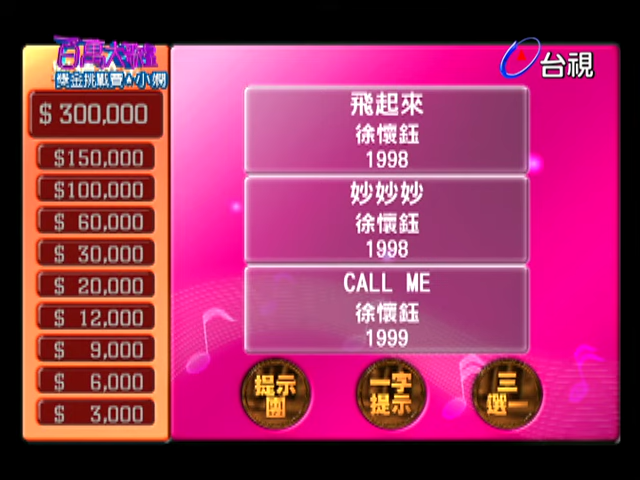 百萬大歌星
獎金挑戰賽▲小嫻
台視
$ 300,000
$150,000
$100,000
$ 60,000
$ 30,000
$ 20,000
$ 12,000
$ 9,000
$ 6,000
$ 3,000
飛起來
徐懷鈺
1998
妙妙妙
徐懷鈺
1998
CALL ME
徐懷鈺
1999
提示
團
一字
提示
三
選一